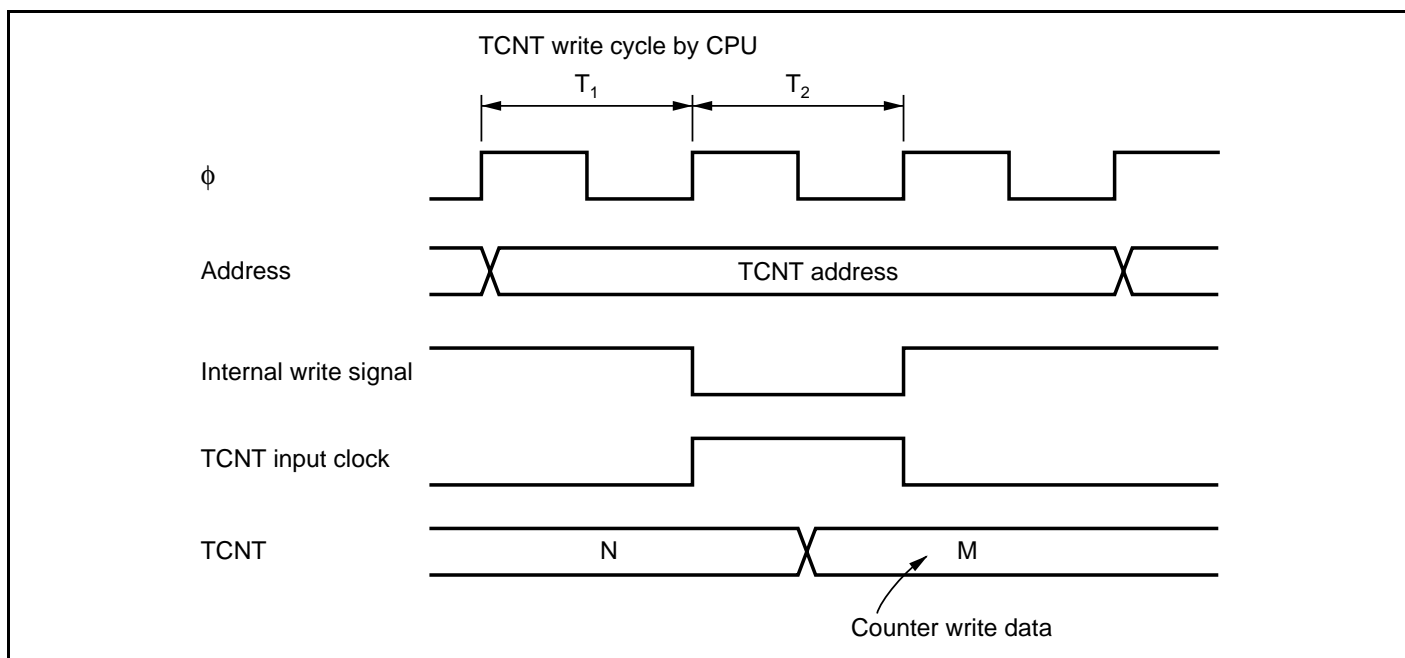 TCNT write cycle by CPU
T1 T2
ϕ
Address TCNT address
Internal write signal
TCNT input clock
TCNT N M
Counter write data